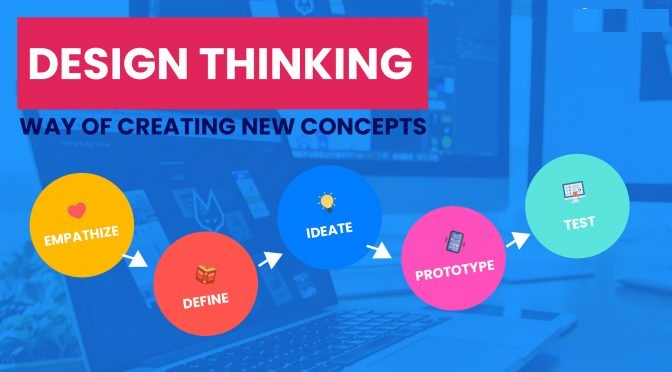 DESIGN THINKING
WAY OF CREATING NEW CONCEPTS
EMPATHIZE
DEFINE
IDEATE
PROTOTYPE
TEST